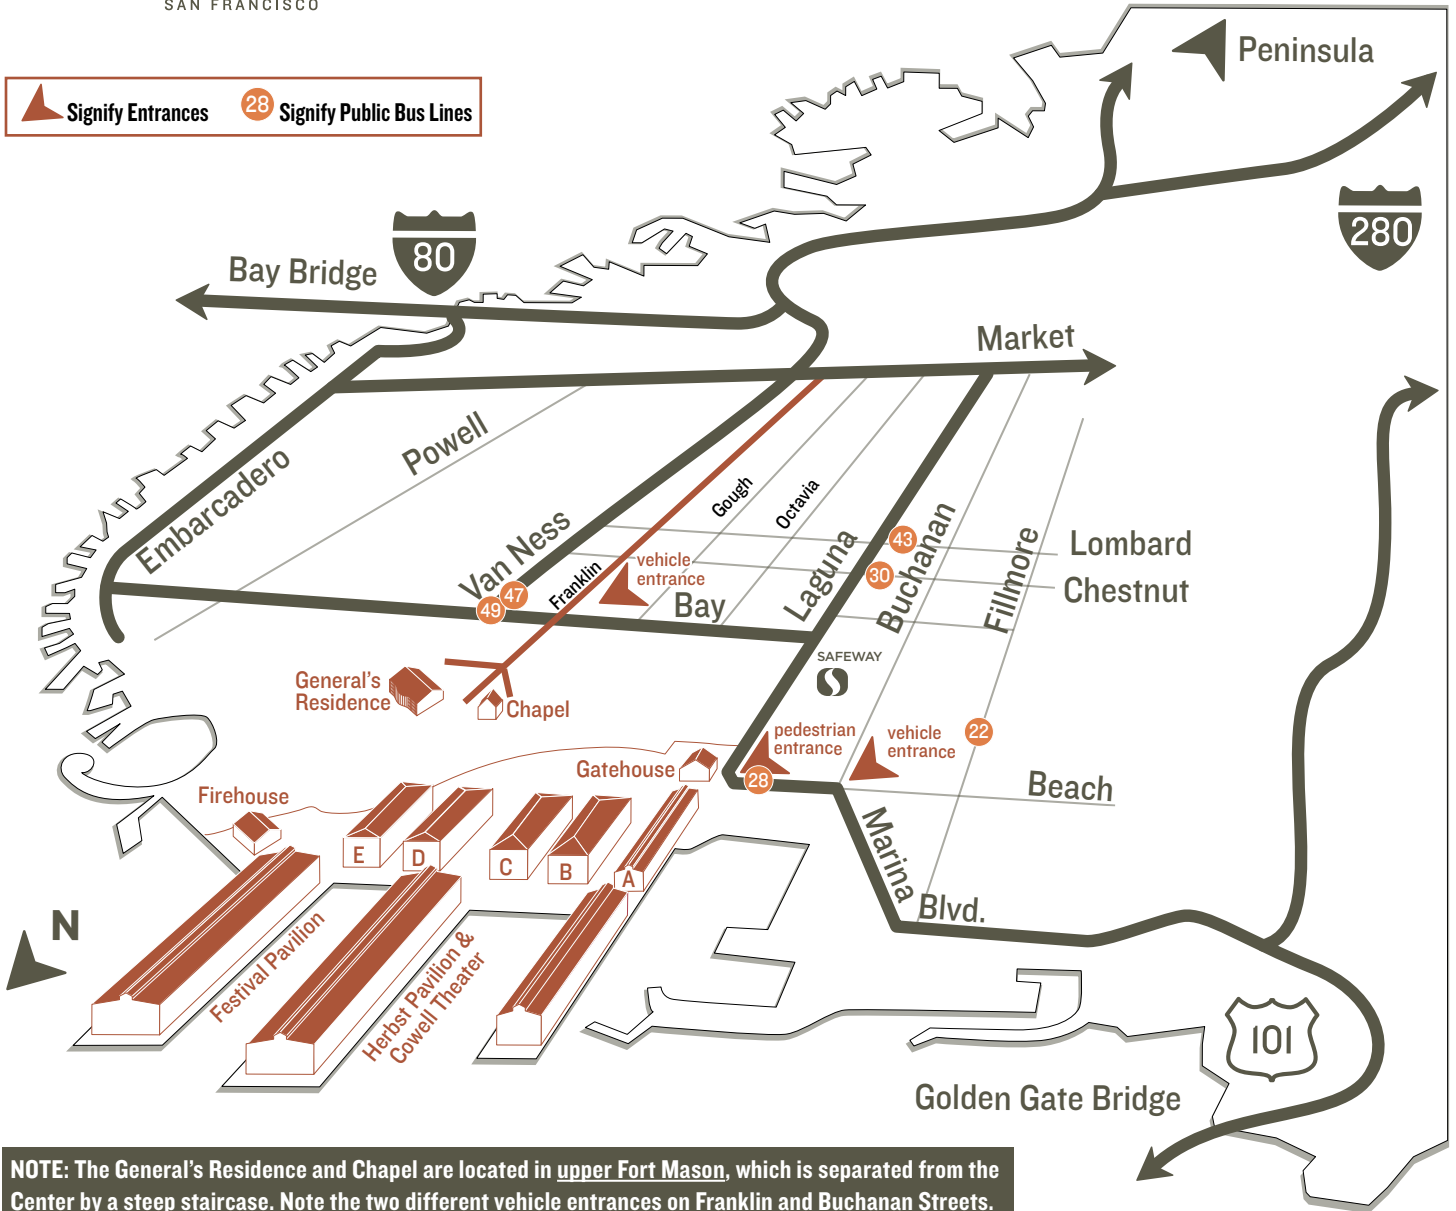 SAN FRANCISCO
Peninsula
28
Signify Entrances
Signify Public Bus Lines
280
80
Bay Bridge
Market
Powell
Embarcadero
Gough
Octavia
Van Ness
Laguna
Buchanan
Fillmore
43
Lombard
30
Chestnut
Franklin
vehicle
entrance
47
49
Bay
SAFEWAY
General's
Residence
Chapel
pedestrian
entrance
vehicle
entrance
22
Gatehouse
28
Beach
Firehouse
Marina
Blvd.
E
D
C
B
A
N
Festival Pavilion
Herbst Pavilion &
Cowell Theater
101
Golden Gate Bridge
NOTE: The General's Residence and Chapel are located in upper Fort Mason, which is separated from the
Center by a steep staircase. Note the two different vehicle entrances on Franklin and Buchanan Streets.